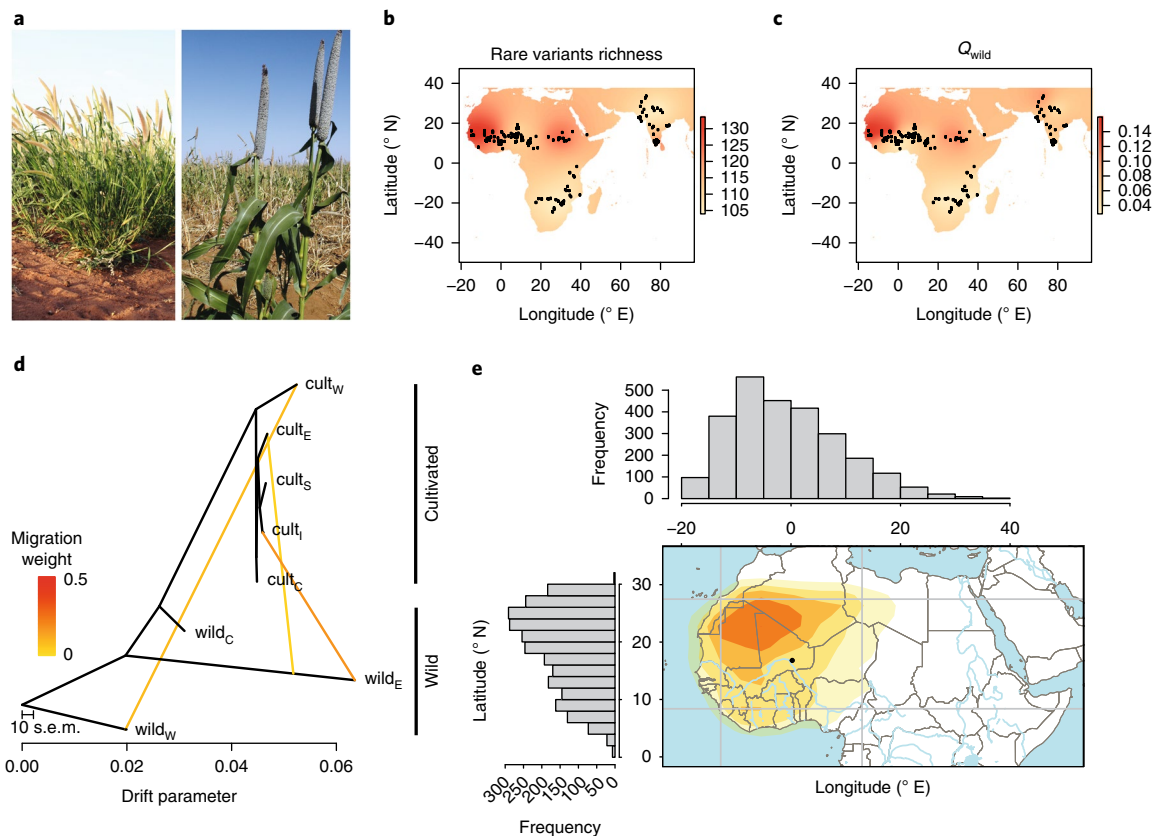 a
b
Rare variants richness
40
20
0
−20
−40
Latitude (° N)
−20
0
20
40
60
80
Longitude (° E)
130
125
120
115
110
105
c
Qwild
40
20
0
−20
−40
Latitude (° N)
−20
0
20
40
60
80
Longitude (° E)
0.14
0.12
0.10
0.08
0.06
0.04
d
cultW
cultE
cultS
cultI
cultC
wildC
wildE
wildW
Cultivated
Wild
Migration
weight
0.5
0
10 s.e.m.
0.00
0.02
0.04
0.06
Drift parameter
e
500
400
300
200
100
0
Frequency
−20
0
20
40
30
20
10
0
Latitude (° N)
300
250
200
150
100
50
0
Frequency
Longitude (° E)